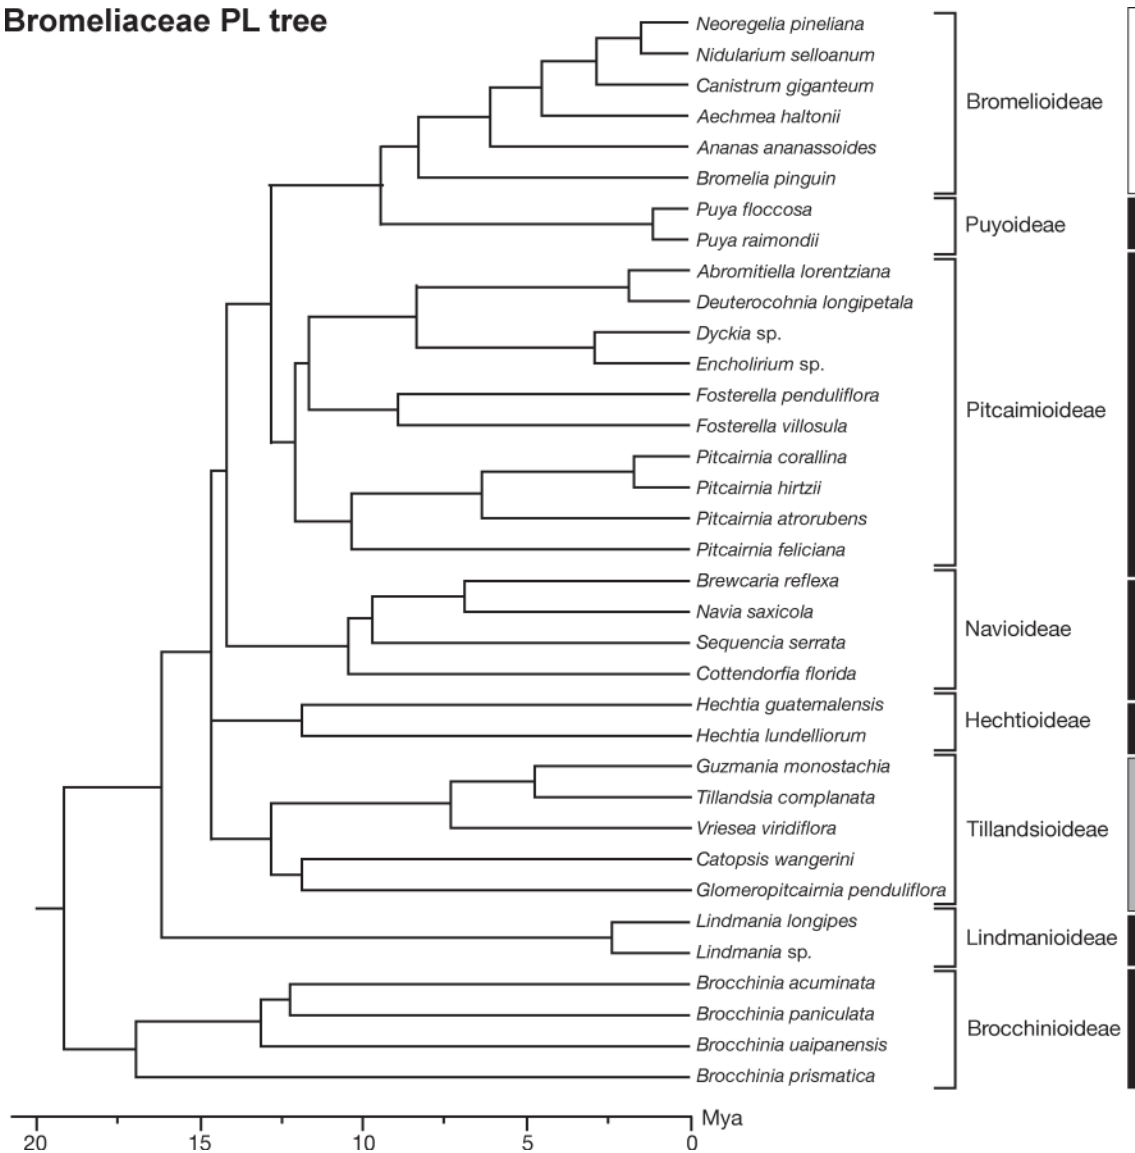 Bromeliaceae PL tree
Neoregelia pineliana
Nidularium selloanum
Canistrum giganteum
Aechmea haltonii
Ananas ananassoides
Bromelia pinguin
Bromelioideae
Puya floccosa
Puya raimondii
Puyoideae
Abromitiella lorentziana
Deuterocohnia longipetala
Dyckia sp.
Encholirium sp.
Fosterella penduliflora
Fosterella villosula
Pitcairnia corallina
Pitcairnia hirtzii
Pitcairnia atrorubens
Pitcairnia feliciana
Pitcaimioideae
Brewcaria reflexa
Navia saxicola
Sequencia serrata
Cottendorfia florida
Navioideae
Hechtia guatemalensis
Hechtia lundelliorum
Hechtioideae
Guzmania monostachia
Tillandsia complanata
Vriesea viridiflora
Catopsis wangerini
Glomeropitcairnia penduliflora
Tillandsioideae
Lindmania longipes
Lindmania sp.
Lindmanioideae
Brocchinia acuminata
Brocchinia paniculata
Brocchinia uaipanensis
Brocchinia prismatica
Brocchinioideae
Mya
20 15 10 5 0